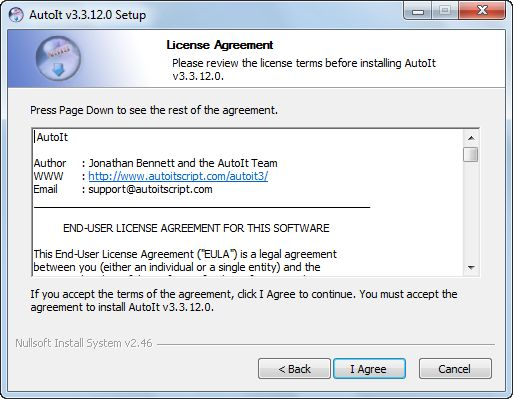 AutoIt v3.3.12.0 Setup
License Agreement
Please review the license terms before installing AutoIt
v3.3.12.0.
Press Page Down to see the rest of the agreement.
AutoIt
Author : Jonathan Bennett and the AutoIt Team
WWW : http://www.autoitscript.com/autoit3/
Email : support@autoitscript.com
END-USER LICENSE AGREEMENT FOR THIS SOFTWARE
This End-User License Agreement ("EULA") is a legal agreement
between you (either an individual or a single entity) and the
If you accept the terms of the agreement, click I Agree to continue. You must accept the
agreement to install AutoIt v3.3.12.0.
Nullsoft Install System v2.46
< Back
I Agree
Cancel